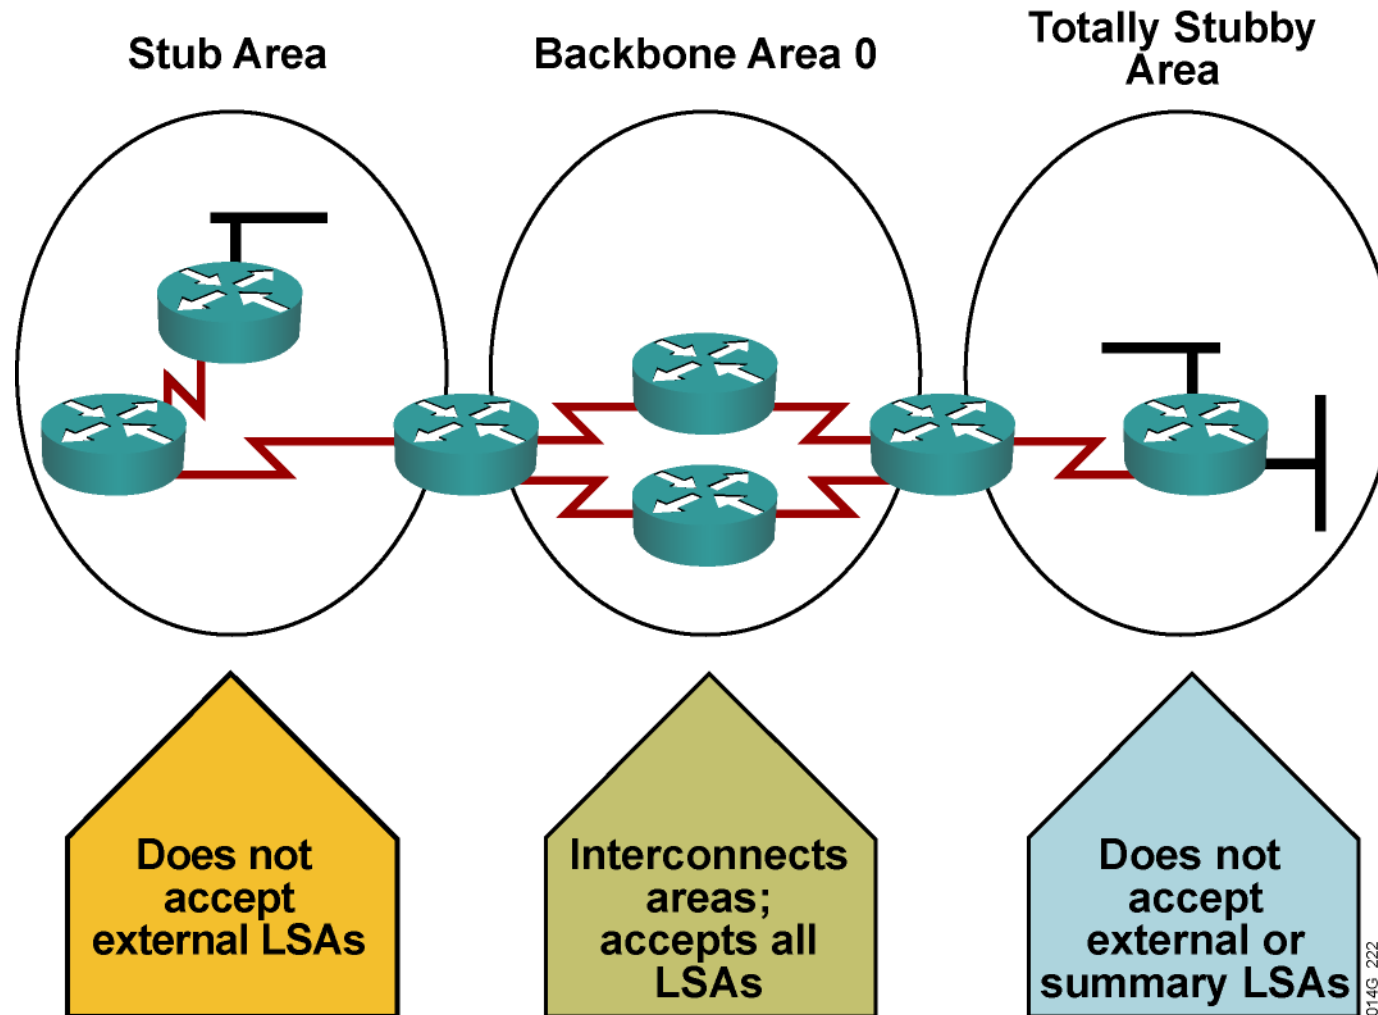 Stub Area
Backbone Area 0
Totally Stubby
Area
Does not
accept
external LSAs
Interconnects
areas;
accepts all
LSAs
Does not
accept
external or
summary LSAs
014G_222